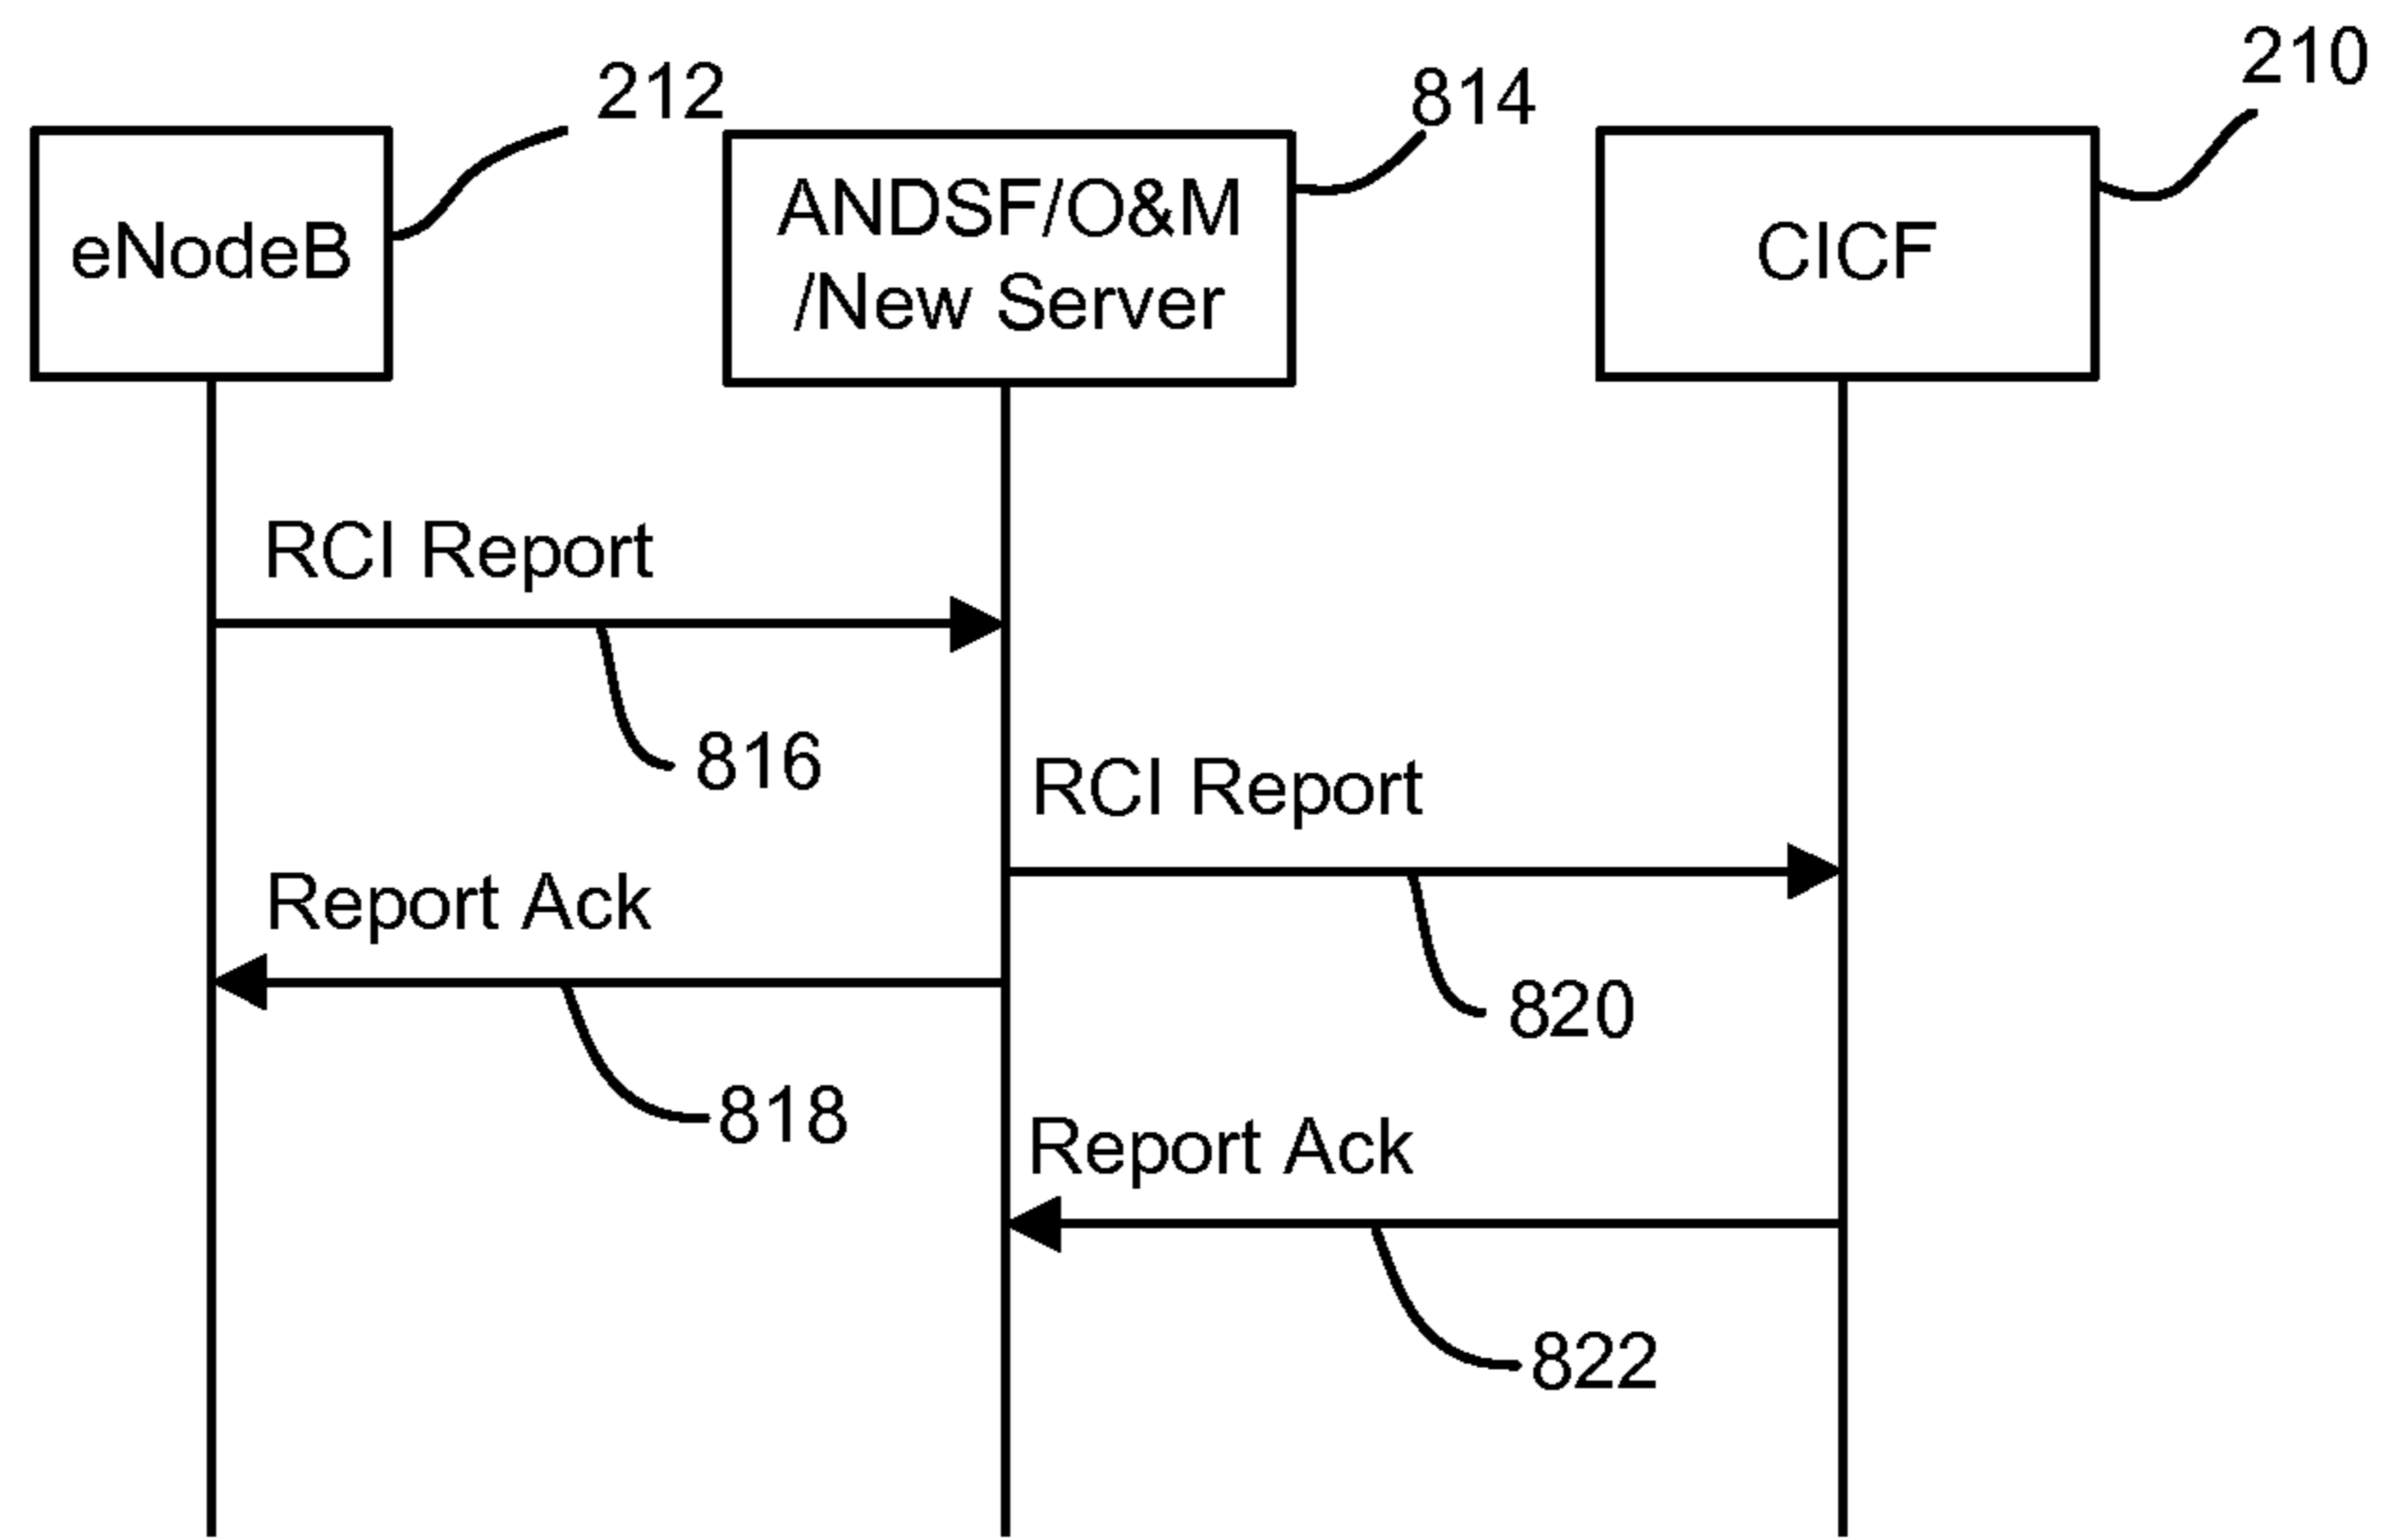 212
814
210
eNodeB
ANDSF/O&M
/New Server
CICF
RCI Report
816
RCI Report
Report Ack
820
818
Report Ack
822